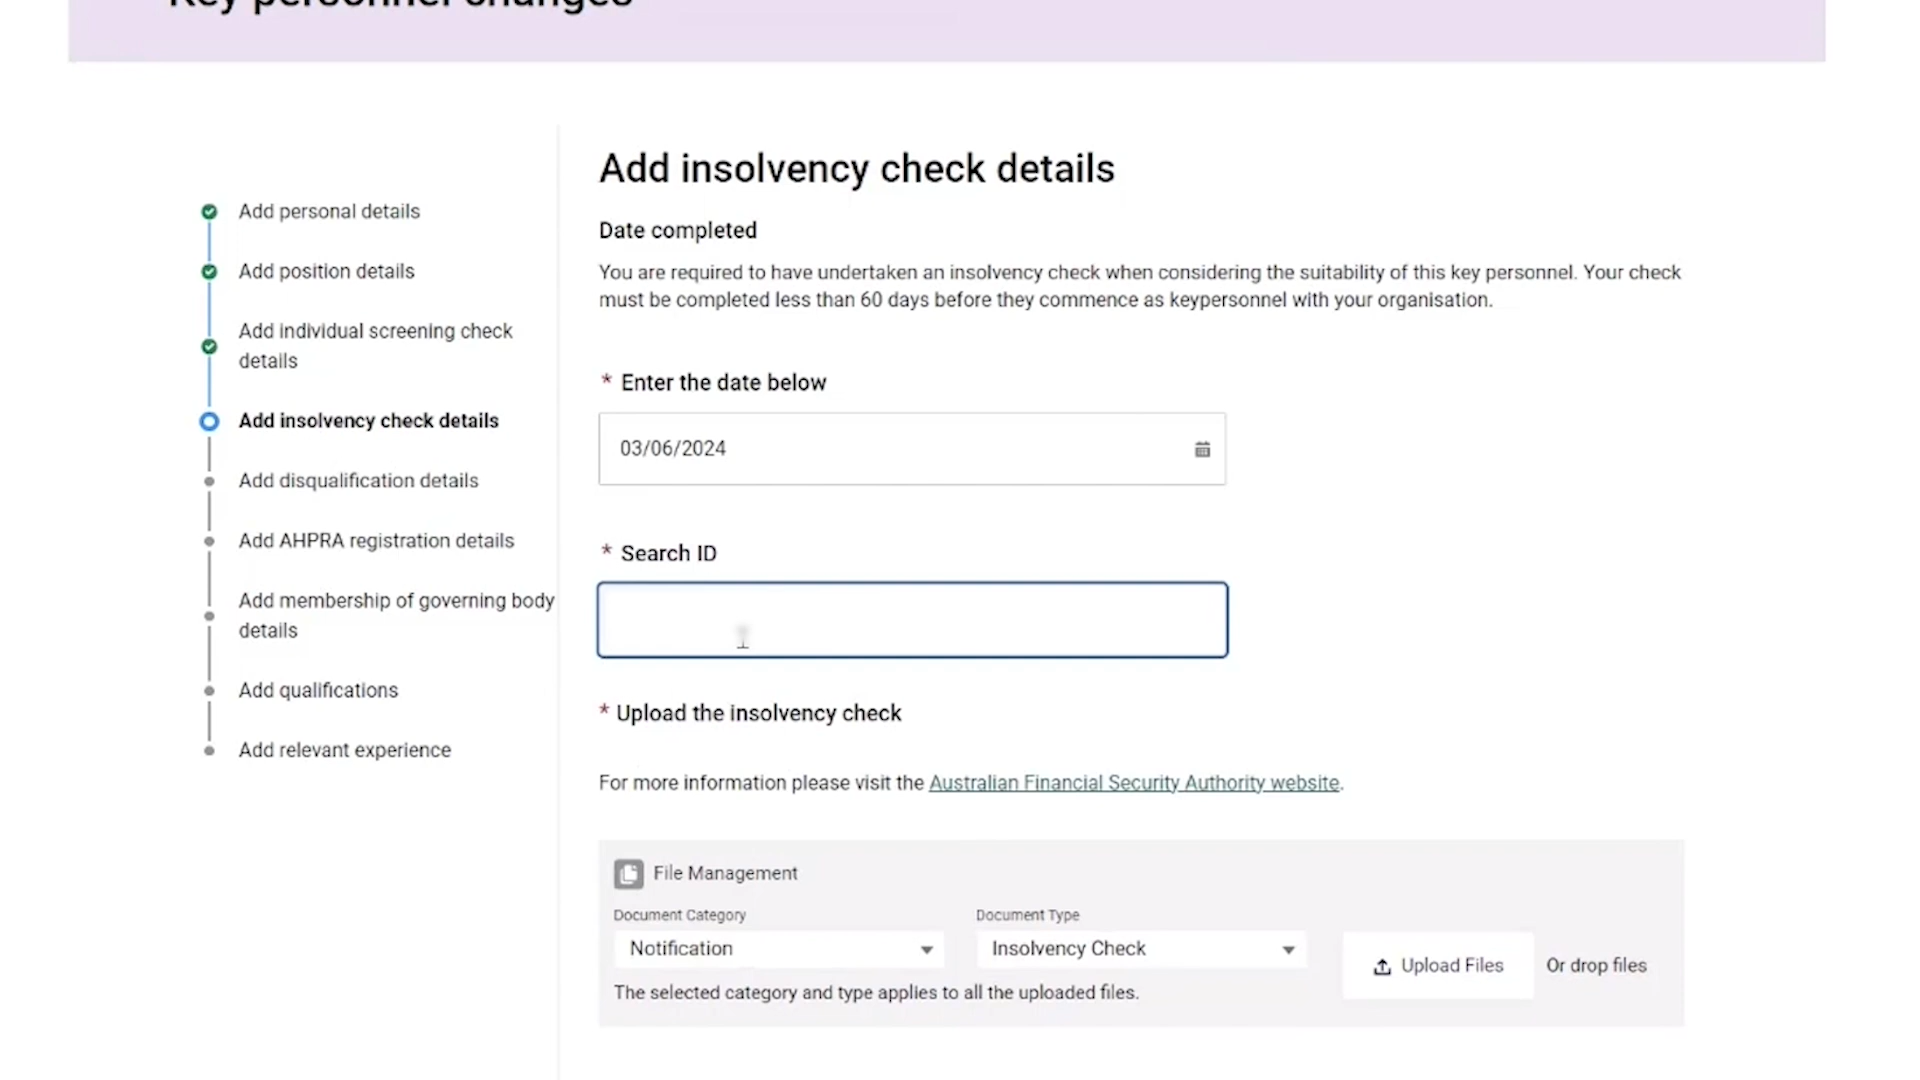 Key personnel changes
Add personal details
Add position details
Add individual screening check
details
Add insolvency check details
Add disqualification details
Add AHPRA registration details
Add membership of governing body
details
Add qualifications
Add relevant experience
Add insolvency check details
Date completed
You are required to have undertaken an insolvency check when considering the suitability of this key personnel. Your check
must be completed less than 60 days before they commence as keypersonnel with your organisation.
* Enter the date below
03/06/2024
* Search ID
* Upload the insolvency check
For more information please visit the Australian Financial Security Authority website.
File Management
Document Category
Document Type
Notification
Insolvency Check
Upload Files
Or drop files
The selected category and type applies to all the uploaded files.